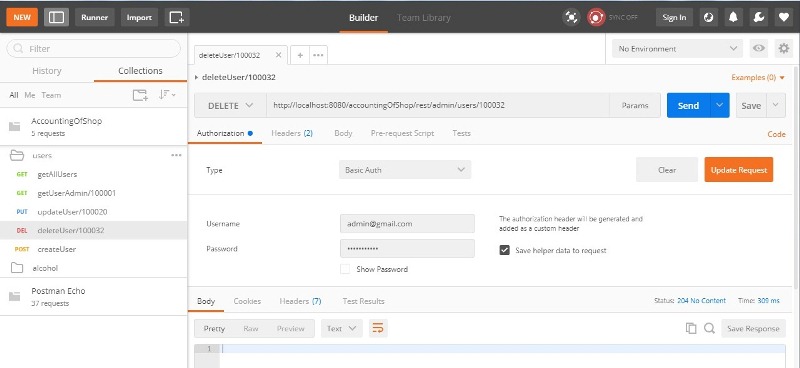 NEW Runner Import Builder Team Library SYNC OFF Sign In
Filter
deleteUser/100032
No Environment
History Collections
deleteUser/100032 Examples (0)
All Me Team
DELETE http://localhost:8080/accountingOfShop/rest/admin/users/100032 Params Send Save
AccountingOfShop
5 requests
Authorization Headers (2) Body Pre-request Script Tests Code
users
GET getAllUsers
Type Basic Auth Clear Update Request
GET getUserAdmin/100001
PUT updateUser/100020
DEL deleteUser/100032
POST createUser
alcohol
Username admin@gmail.com The authorization header will be generated and
added as a custom header
Password ••••••••••• Save helper data to request
Show Password
Postman Echo
37 requests
Body Cookies Headers (7) Test Results Status: 204 No Content Time: 309 ms
Pretty Raw Preview Text Save Response
1